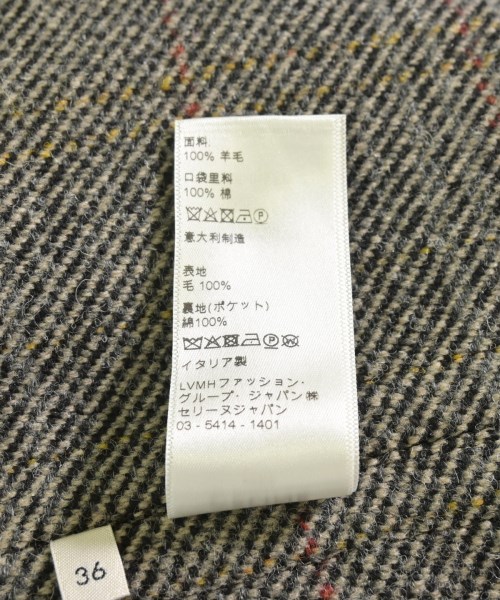 面料
100% 羊毛
口袋里料
100% 棉
意大利制造
表地
毛 100%
裏地(ポケット)
綿100%
イタリア製
LVMHファッション・
グループ・ジャパン㈱
セリーヌジャパン
03 - 5414 - 1401
36